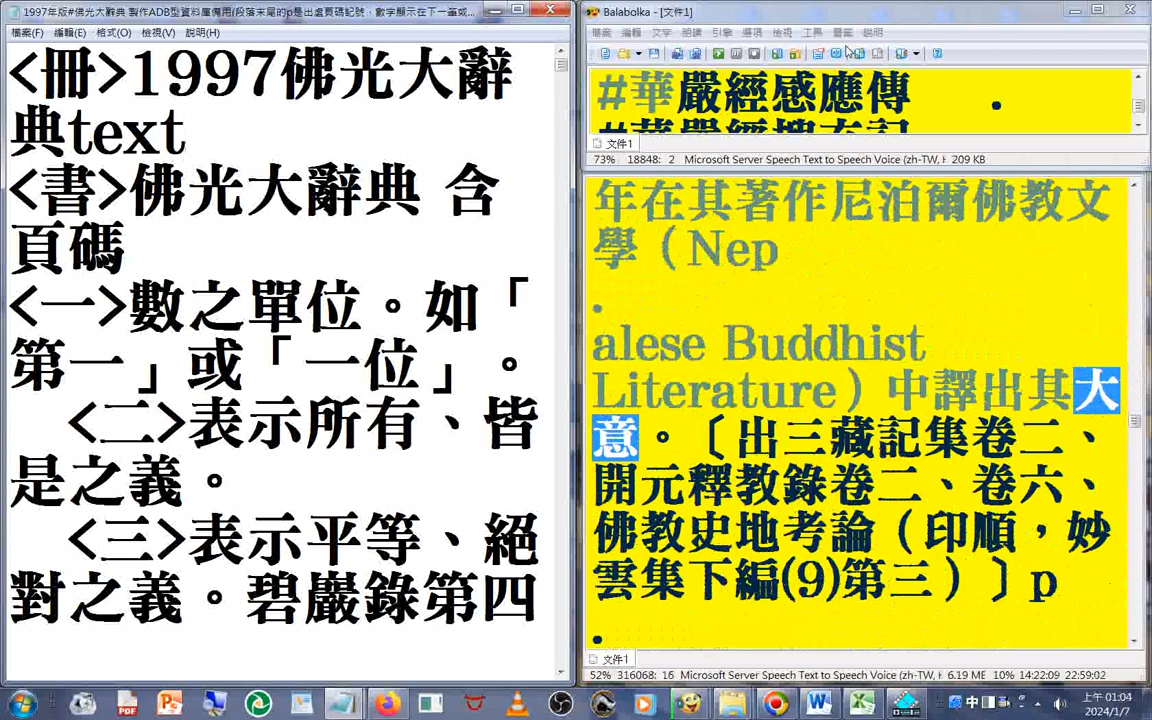 1997年版#佛光大辭典 製作ADB型資料庫備用(段落末尾的p是出處頁碼記號，數字顯示在下一筆或...
檔案(F) 編輯(E) 格式(O) 檢視(V) 說明(H)
<冊>1997佛光大辭
典text
<書>佛光大辭典 含
頁碼
<一>數之單位。如「
第一」或「一位」。
<二>表示所有、皆
是之義。
<三>表示平等、絕
對之義。碧巖錄第四
Balabolka - [文件1]
檔案 編輯 文字 朗讀 引擎 選項 檢視 工具 書籤 說明
#華嚴經感應傳 .
#華嚴經搜玄記
文件1
73% 18848: 2 Microsoft Server Speech Text to Speech Voice (zh-TW, H 209 KB
年在其著作尼泊爾佛教文
學（Nep
.
alese Buddhist
Literature）中譯出其大
意。〔出三藏記集卷二、
開元釋教錄卷二、卷六、
佛教史地考論（印順，妙
雲集下編(9)第三）〕p
.
文件1
52% 316068: 16 Microsoft Server Speech Text to Speech Voice (zh-TW, H 6.19 MB 10% 14:22:09 22:59:02
中
上午 01:04
2024/1/7